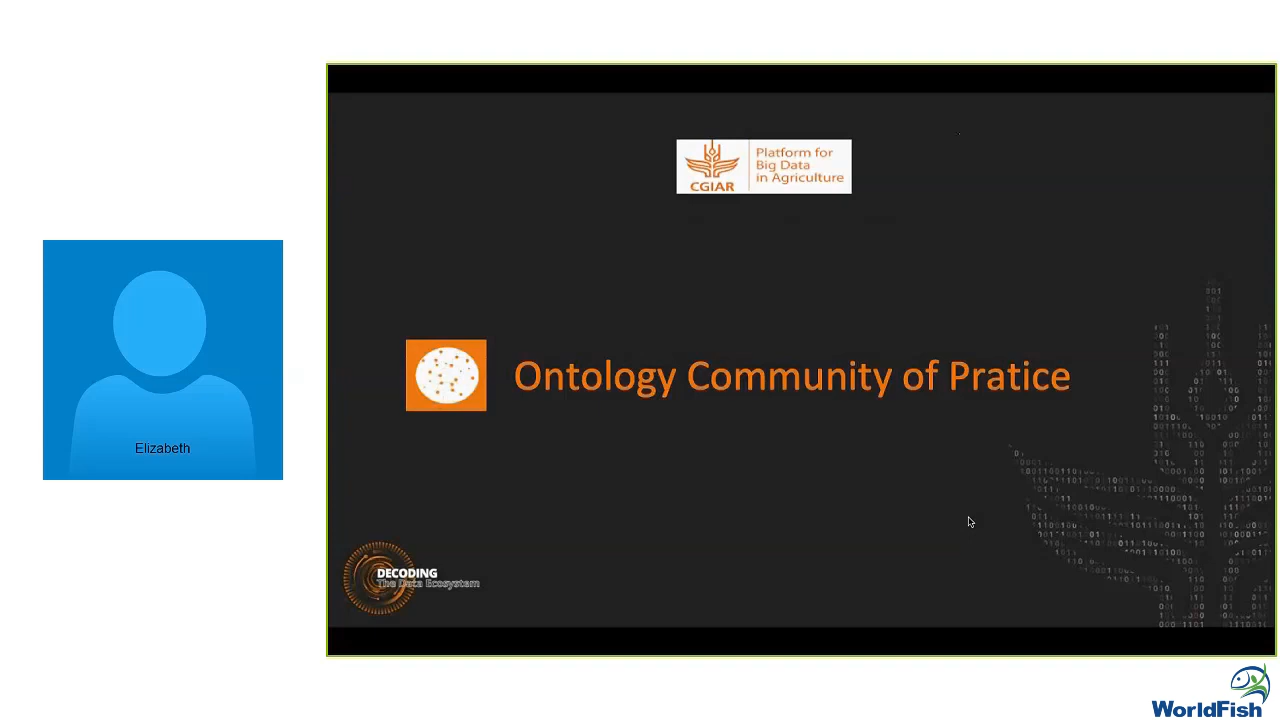 Platform for
Big Data
in Agriculture
CGIAR
Ontology Community of Pratice
Elizabeth
DECODING
The Data Ecosystem
WorldFish